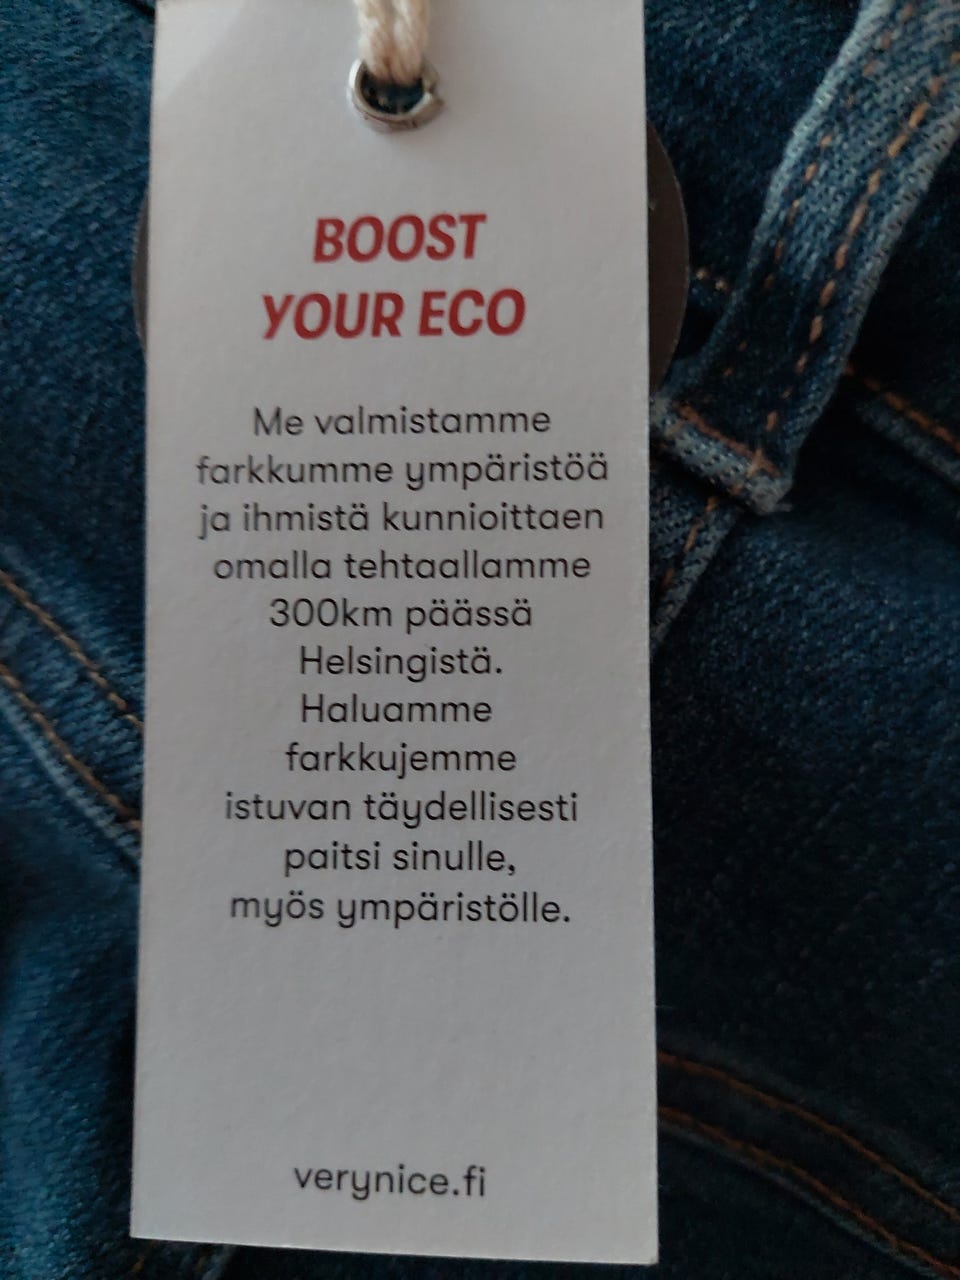 BOOST
YOUR ECO
Me valmistamme
farkkumme ympäristöä
ja ihmistä kunnioittaen
omalla tehtaallamme
300km päässä
Helsingistä.
Haluamme
farkkujemme
istuvan täydellisesti
paitsi sinulle,
myös ympäristölle.
verynice.fi